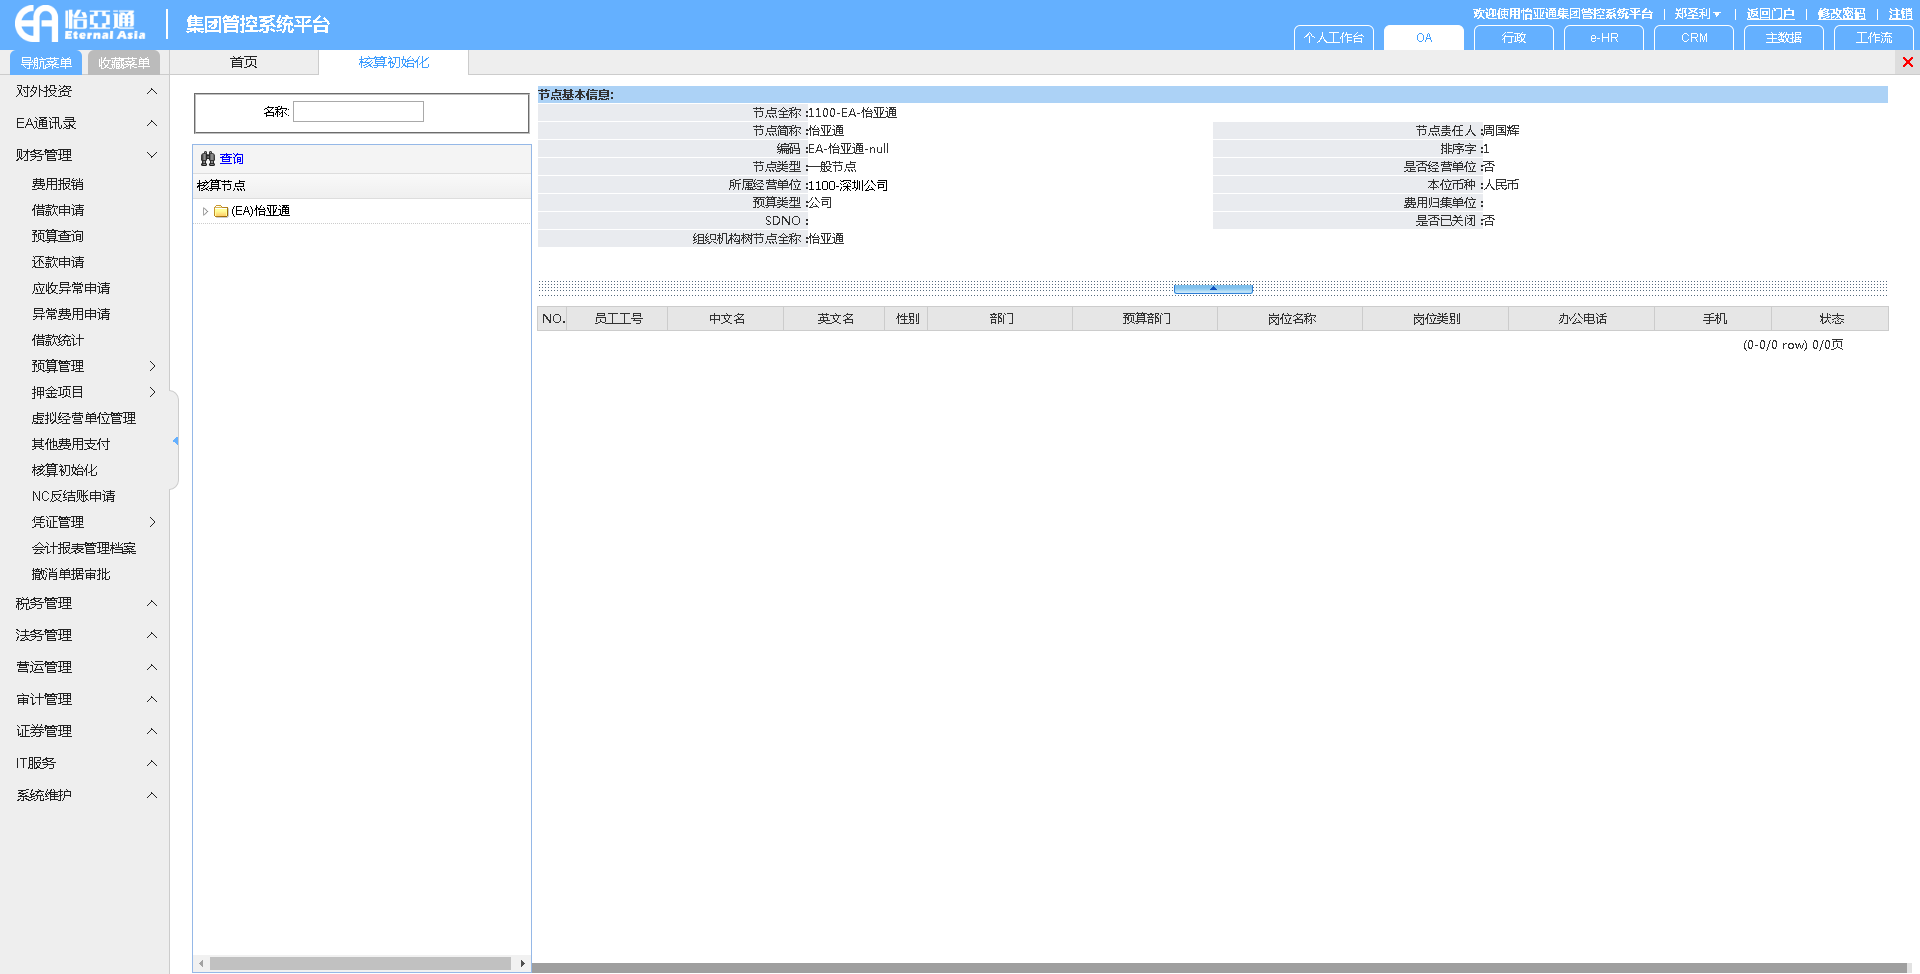 怡亞通
Eternal Asia
集团管控系统平台
欢迎使用怡亚通集团管控系统平台 | 郑圣利 | 返回门户 | 修改密码 | 注销
个人工作台 OA 行政 e-HR CRM 主数据 工作流
导航菜单 收藏菜单 首页 核算初始化
对外投资
EA通讯录
财务管理
费用报销
借款申请
预算查询
还款申请
应收异常申请
异常费用申请
借款统计
预算管理
押金项目
虚拟经营单位管理
其他费用支付
核算初始化
NC反结账申请
凭证管理
会计报表管理档案
撤消单据审批
税务管理
法务管理
营运管理
审计管理
证券管理
IT服务
系统维护
名称:
查询
核算节点
(EA)怡亚通
节点基本信息:
节点全称 :1100-EA-怡亚通
节点简称 :怡亚通 节点责任人 :周国辉
编码 :EA-怡亚通-null 排序字 :1
节点类型 :一般节点 是否经营单位 :否
所属经营单位 :1100-深圳公司 本位币种 :人民币
预算类型 :公司 费用归集单位 :
SDNO : 是否已关闭 :否
组织机构树节点全称 :怡亚通
NO. 员工工号 中文名 英文名 性别 部门 预算部门 岗位名称 岗位类别 办公电话 手机 状态
(0-0/0 row) 0/0页